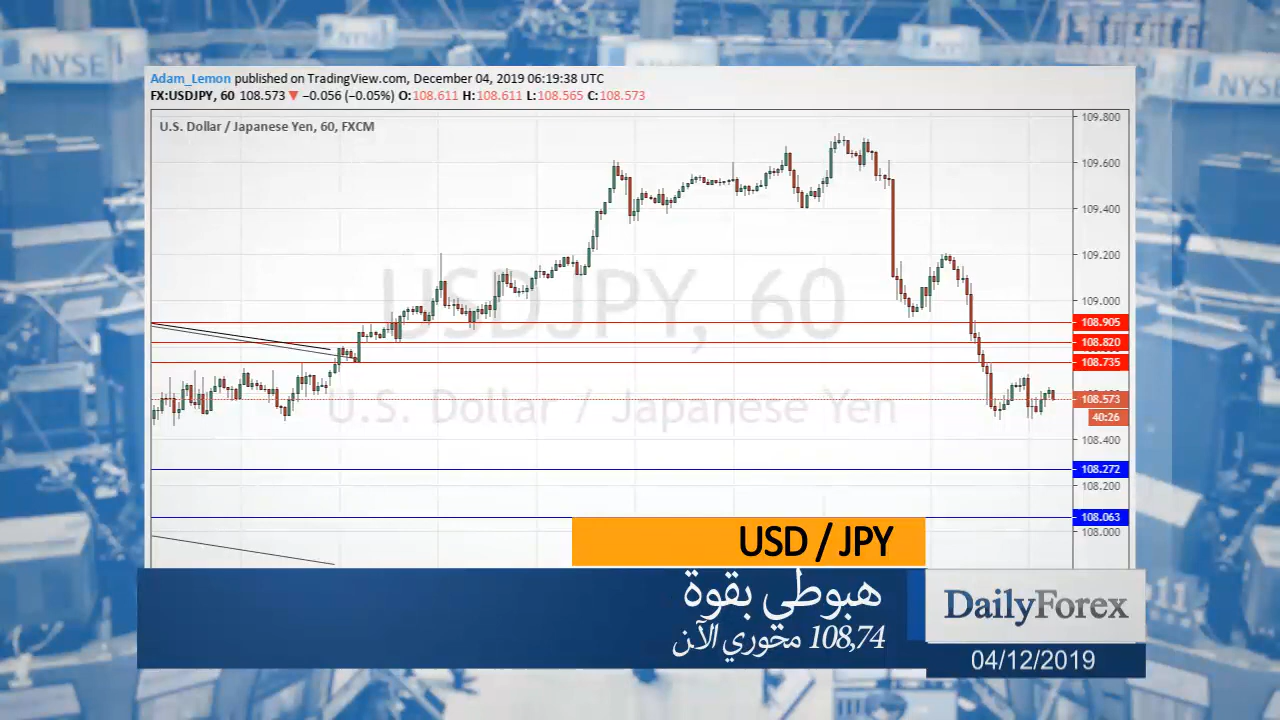 NYSE
NYSE
NYSE
Adam_Lemon published on TradingView.com, December 04, 2019 06:19:38 UTC
FX:USDJPY, 60 108.573 ▼ −0.056 (−0.05%) O:108.611 H:108.611 L:108.565 C:108.573
U.S. Dollar / Japanese Yen, 60, FXCM
USDJPY, 60
U.S. Dollar / Japanese Yen
109.800
109.600
109.400
109.200
109.000
108.905
108.820
108.735
108.573
40:26
108.400
108.272
108.200
108.063
108.000
USD / JPY
هبوطي بقوة
108,74 محوري الآن
DailyForex
04/12/2019